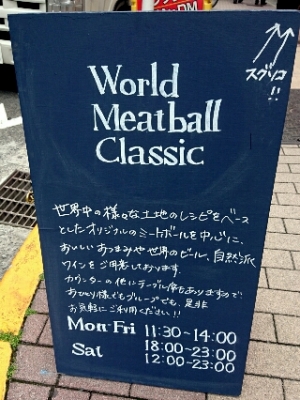 スグソコ!!
World
Meatball
Classic
世界中の様々な土地のレシピをベース
としたオリジナルのミートボールを中心に、
おいしいおつまみや世界のビール、自然派
ワインをご用意しております。
カウンターの他にテーブル席もありますので、
おひとり様でもグループでも、是非
お気軽にご利用ください!!
Mon-Fri 11:30-14:00
18:00-23:00
Sat 12:00-23:00